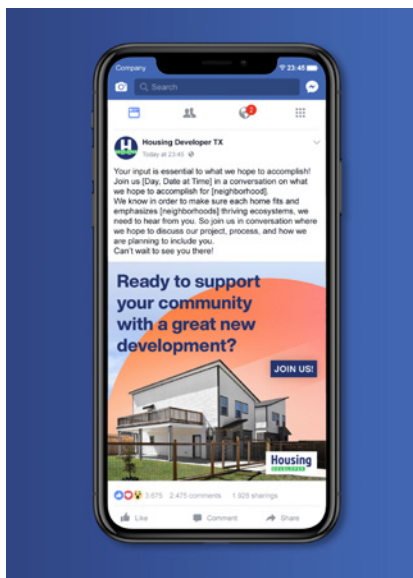 Company
23:45
Search
2
Housing Developer TX
Today at 23:45
Your input is essential to what we hope to accomplish!
Join us [Day, Date at Time] in a conversation on what
we hope to accomplish for [neighborhood].
We know in order to make sure each home fits and
emphasizes [neighborhoods] thriving ecosystems, we
need to hear from you. So join us in conversation where
we hope to discuss our project, process, and how we
are planning to include you.
Can't wait to see you there!
Ready to support
your community
with a great new
development?
JOIN US!
Housing
DEVELOPER
3.675 2.475 comments 1.925 sharings
Like Comment Share